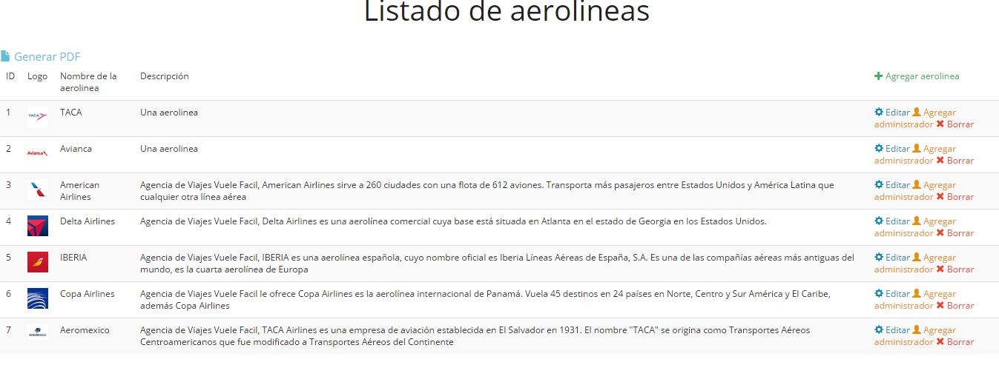 Listado de aerolineas
Generar PDF
ID Logo Nombre de la aerolinea Descripción Agregar aerolinea
1 TACA TACA Una aerolinea Editar Agregar
administrador Borrar
2 Avianca Avianca Una aerolinea Editar Agregar
administrador Borrar
3 American Airlines Agencia de Viajes Vuele Facil, American Airlines sirve a 260 ciudades con una flota de 612 aviones. Transporta más pasajeros entre Estados Unidos y América Latina que
cualquier otra línea aérea
Editar Agregar
administrador Borrar
4 Delta Airlines Agencia de Viajes Vuele Facil, Delta Airlines es una aerolínea comercial cuya base está situada en Atlanta en el estado de Georgia en los Estados Unidos.
Editar Agregar
administrador Borrar
5 IBERIA Agencia de Viajes Vuele Facil, IBERIA es una aerolínea española, cuyo nombre oficial es Iberia Líneas Aéreas de España, S.A. Es una de las compañías aéreas más antiguas del
mundo, es la cuarta aerolínea de Europa
Editar Agregar
administrador Borrar
6 Copa Airlines Agencia de Viajes Vuele Facil le ofrece Copa Airlines es la aerolínea internacional de Panamá. Vuela 45 destinos en 24 países en Norte, Centro y Sur América y El Caribe,
además Copa Airlines
Editar Agregar
administrador Borrar
7 AEROMEXICO Aeromexico Agencia de Viajes Vuele Facil, TACA Airlines es una empresa de aviación establecida en El Salvador en 1931. El nombre "TACA" se origina como Transportes Aéreos
Centroamericanos que fue modificado a Transportes Aéreos del Continente
Editar Agregar
administrador Borrar